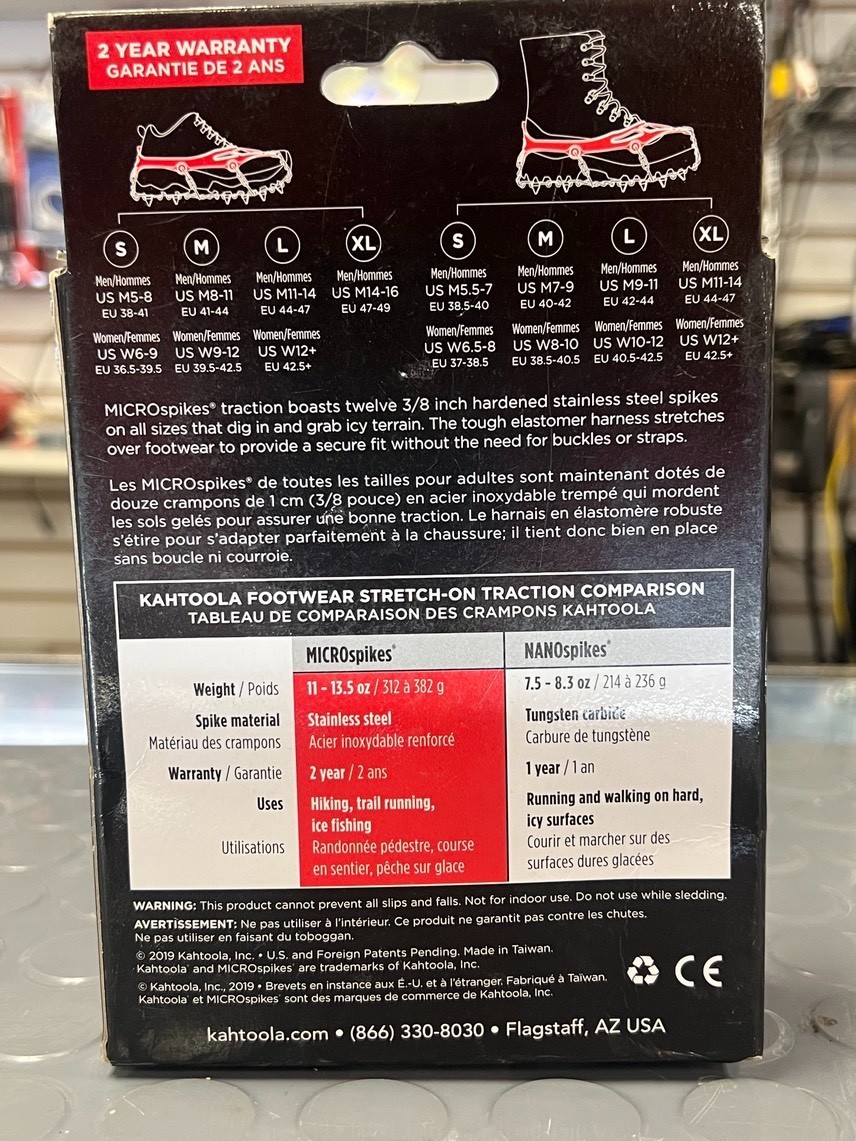 2 YEAR WARRANTY
GARANTIE DE 2 ANS
S M L XL
Men/Hommes Men/Hommes Men/Hommes Men/Hommes
US M5-8 US M8-11 US M11-14 US M14-16
EU 38-41 EU 41-44 EU 44-47 EU 47-49
Women/Femmes Women/Femmes Women/Femmes
US W6-9 US W9-12 US W12+
EU 36.5-39.5 EU 39.5-42.5 EU 42.5+
S M L XL
Men/Hommes Men/Hommes Men/Hommes Men/Hommes
US M5.5-7 US M7-9 US M9-11 US M11-14
EU 38.5-40 EU 40-42 EU 42-44 EU 44-47
Women/Femmes Women/Femmes Women/Femmes Women/Femmes
US W6.5-8 US W8-10 US W10-12 US W12+
EU 37-38.5 EU 38.5-40.5 EU 40.5-42.5 EU 42.5+
MICROspikes® traction boasts twelve 3/8 inch hardened stainless steel spikes
on all sizes that dig in and grab icy terrain. The tough elastomer harness stretches
over footwear to provide a secure fit without the need for buckles or straps.
Les MICROspikes® de toutes les tailles pour adultes sont maintenant dotés de
douze crampons de 1 cm (3/8 pouce) en acier inoxydable trempé qui mordent
les sols gelés pour assurer une bonne traction. Le harnais en élastomère robuste
s'étire pour s'adapter parfaitement à la chaussure; il tient donc bien en place
sans boucle ni courroie.
KAHTOOLA FOOTWEAR STRETCH-ON TRACTION COMPARISON
TABLEAU DE COMPARAISON DES CRAMPONS KAHTOOLA
MICROspikes® NANOspikes®
Weight / Poids 11 - 13.5 oz / 312 à 382 g 7.5 - 8.3 oz / 214 à 236 g
Spike material Stainless steel Tungsten carbide
Matériau des crampons Acier inoxydable renforcé Carbure de tungstène
Warranty / Garantie 2 year / 2 ans 1 year / 1 an
Uses Hiking, trail running, Running and walking on hard,
ice fishing icy surfaces
Utilisations Randonnée pédestre, course Courir et marcher sur des
en sentier, pêche sur glace surfaces dures glacées
WARNING: This product cannot prevent all slips and falls. Not for indoor use. Do not use while sledding.
AVERTISSEMENT: Ne pas utiliser à l'intérieur. Ce produit ne garantit pas contre les chutes.
Ne pas utiliser en faisant du toboggan.
© 2019 Kahtoola, Inc. • U.S. and Foreign Patents Pending. Made in Taiwan.
Kahtoola® and MICROspikes® are trademarks of Kahtoola, Inc.
© Kahtoola, Inc., 2019 • Brevets en instance aux É.-U. et à l'étranger. Fabriqué à Taïwan.
Kahtoola® et MICROspikes® sont des marques de commerce de Kahtoola, Inc.
CE
kahtoola.com • (866) 330-8030 • Flagstaff, AZ USA